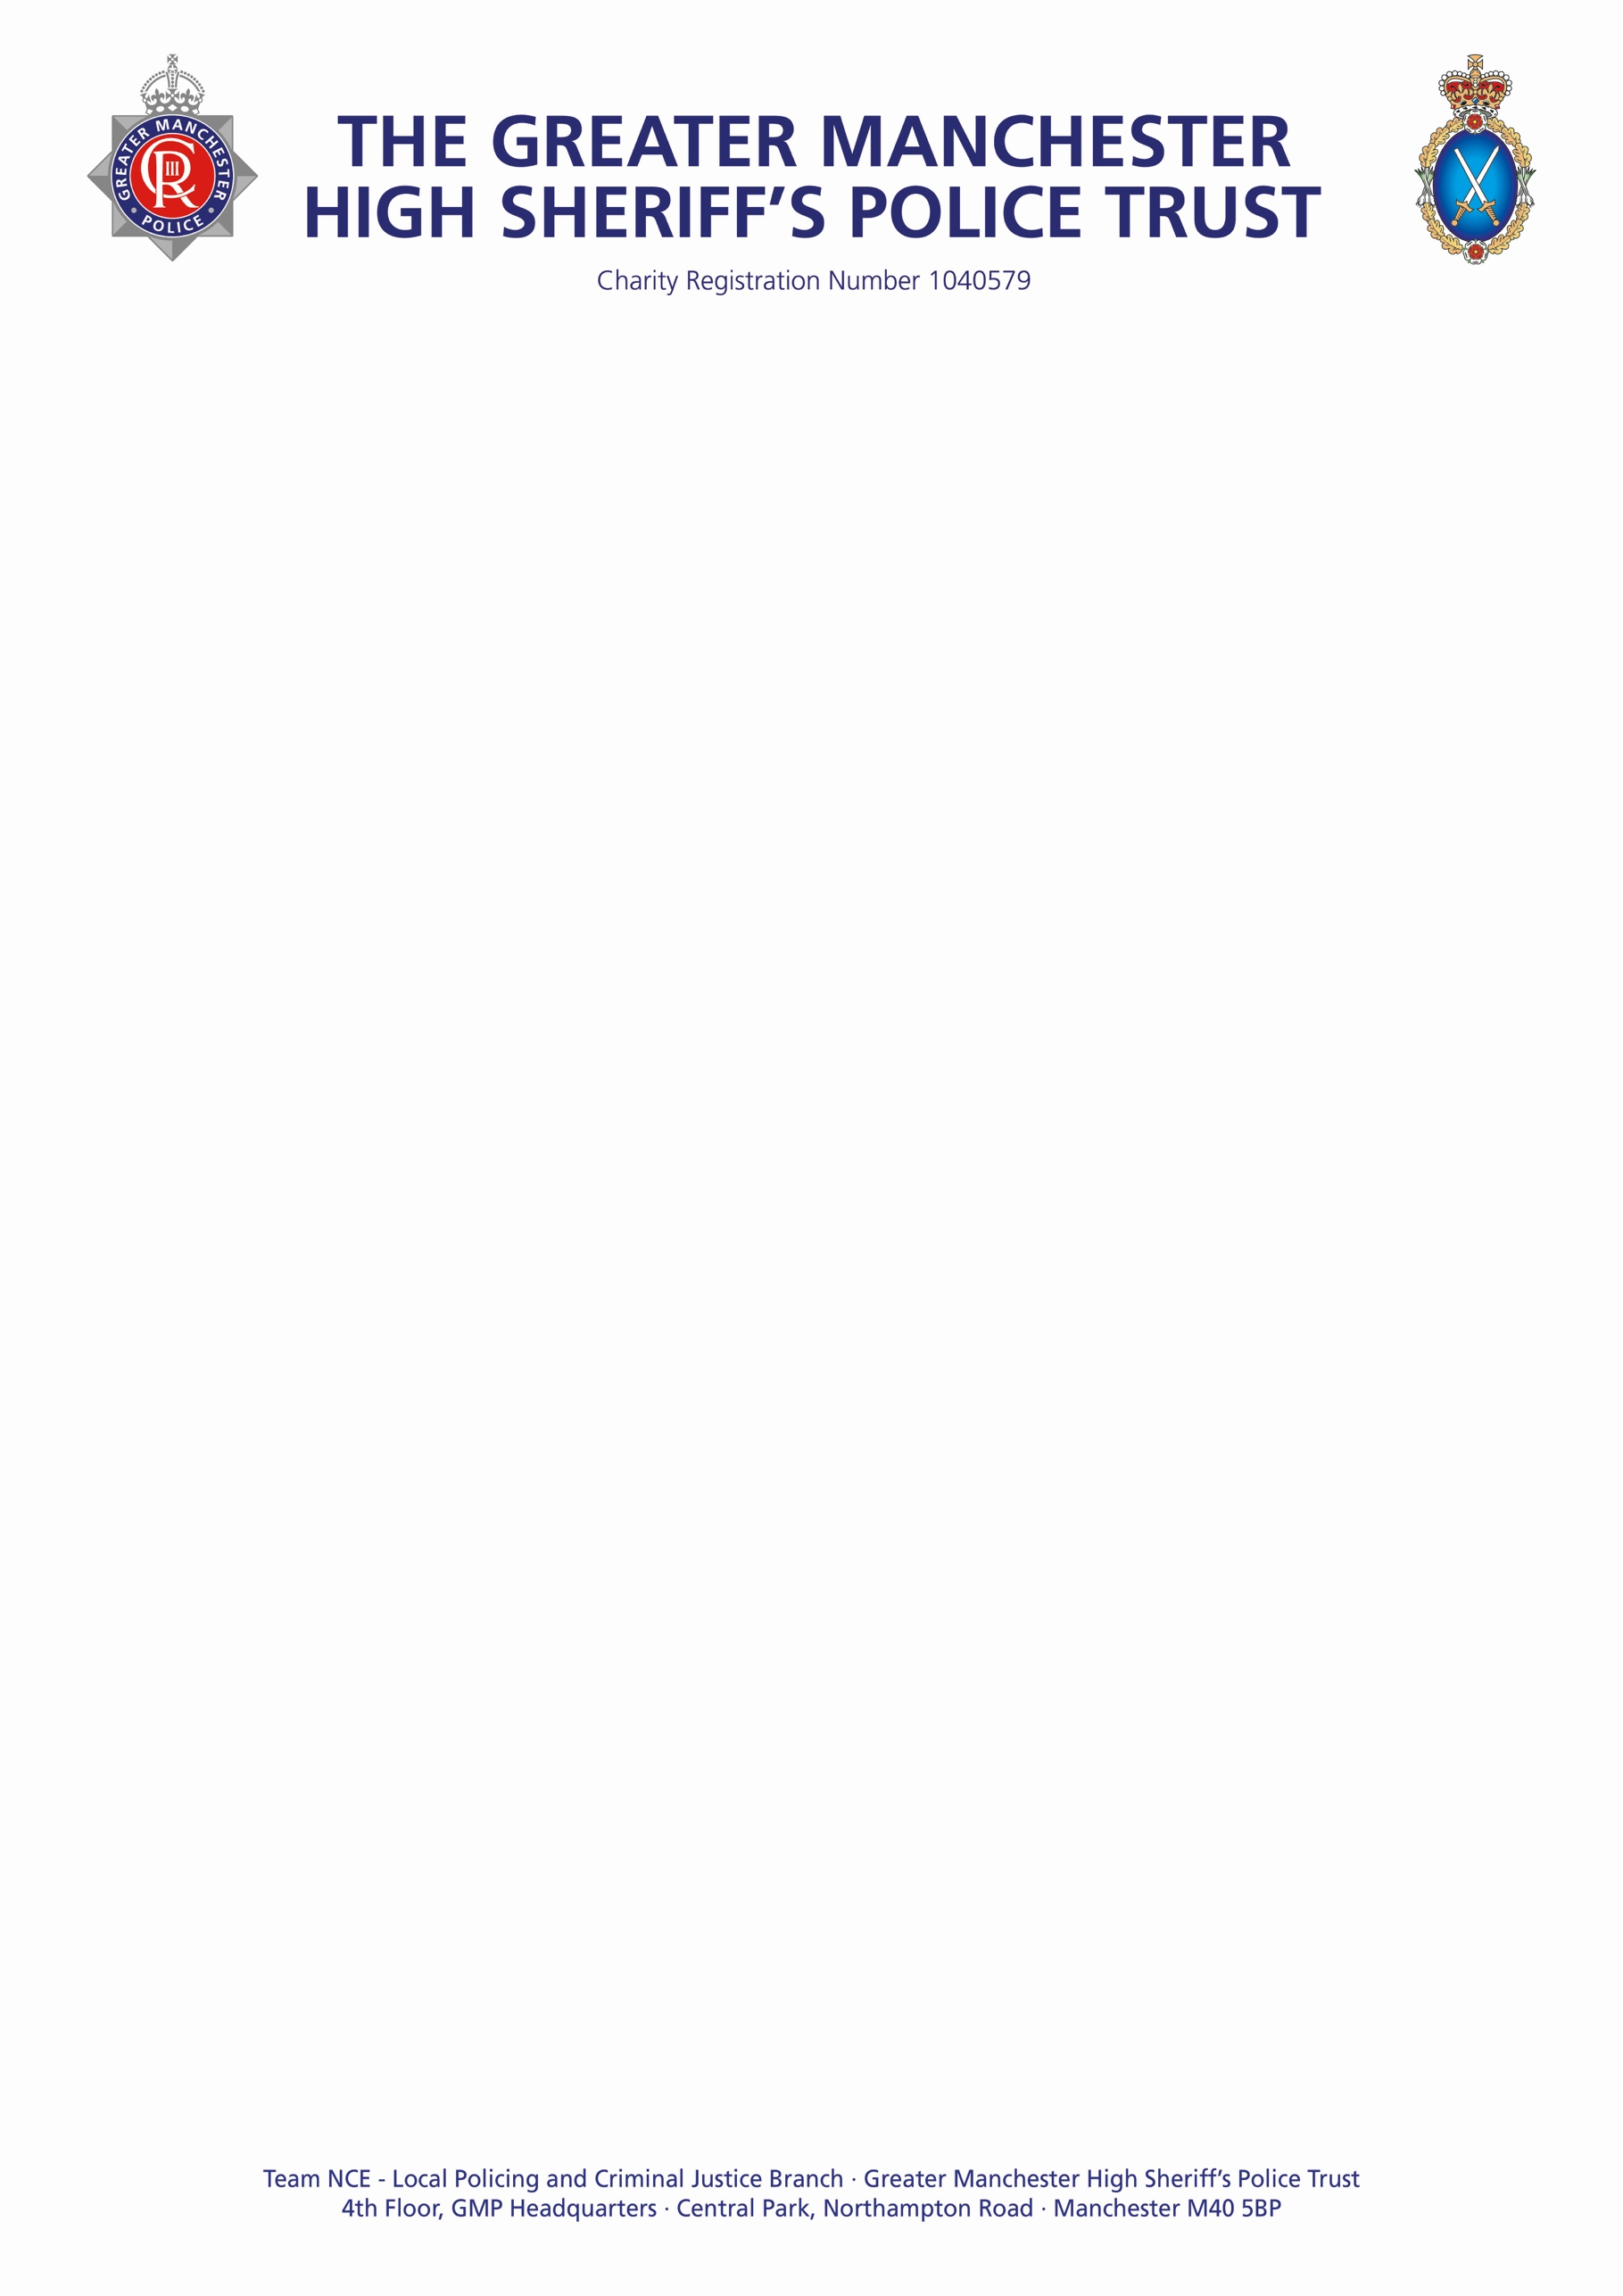 GREATER MANCHESTER
CR III
POLICE
THE GREATER MANCHESTER
HIGH SHERIFF’S POLICE TRUST
Charity Registration Number 1040579
Team NCE - Local Policing and Criminal Justice Branch · Greater Manchester High Sheriff’s Police Trust
4th Floor, GMP Headquarters · Central Park, Northampton Road · Manchester M40 5BP